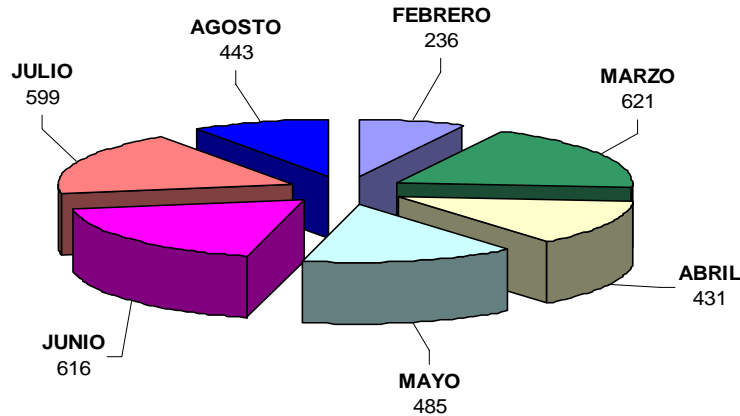 FEBRERO
236
AGOSTO
443
MARZO
621
JULIO
599
ABRIL
431
JUNIO
616
MAYO
485